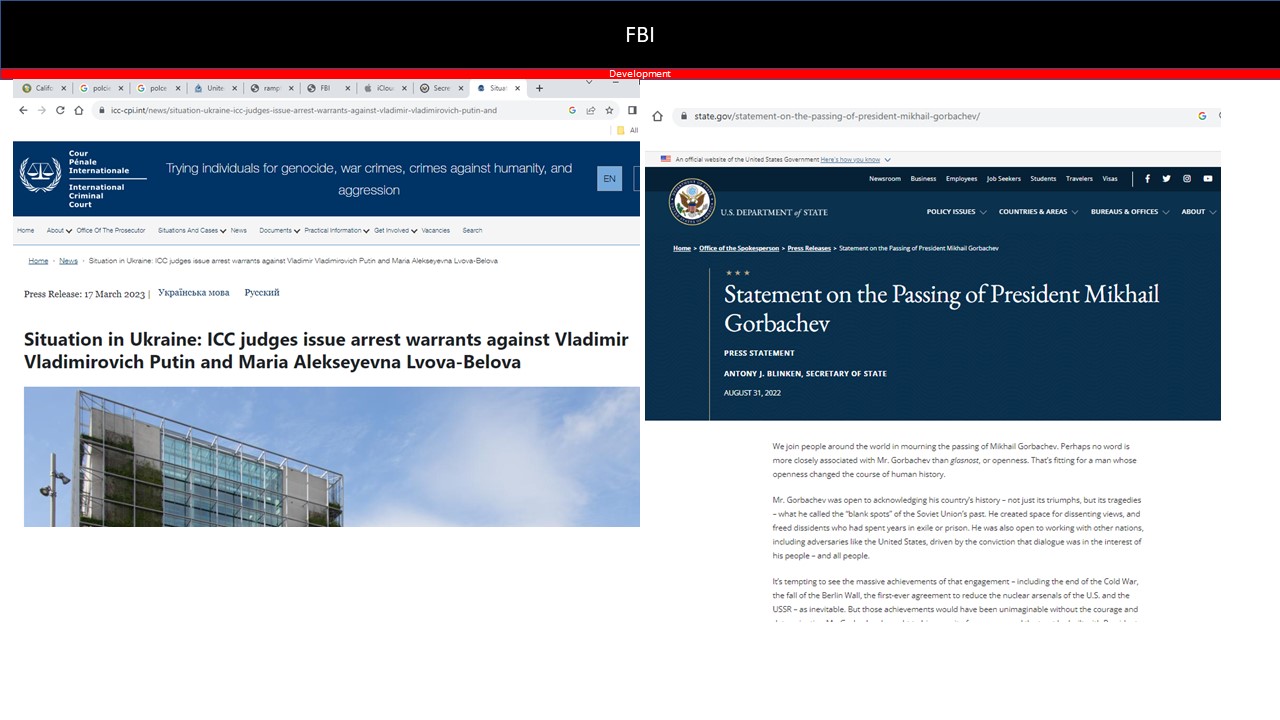 FBI
Development
Califc
polcie
police
Unite
ramp
FBI
iClou
Secre
Situat
icc-cpi.int/news/situation-ukraine-icc-judges-issue-arrest-warrants-against-vladimir-vladimirovich-putin-and
All
Cour
Pénale
Internationale
International
Criminal
Court
Trying individuals for genocide, war crimes, crimes against humanity, and
aggression
EN
Home About Office Of The Prosecutor Situations And Cases News Documents Practical Information Get Involved Vacancies Search
Home - News - Situation in Ukraine: ICC judges issue arrest warrants against Vladimir Vladimirovich Putin and Maria Alekseyevna Lvova-Belova
Press Release: 17 March 2023 | Українська мова Русский
Situation in Ukraine: ICC judges issue arrest warrants against Vladimir
Vladimirovich Putin and Maria Alekseyevna Lvova-Belova
state.gov/statement-on-the-passing-of-president-mikhail-gorbachev/
An official website of the United States Government Here's how you know
Newsroom Business Employees Job Seekers Students Travelers Visas
U.S. DEPARTMENT of STATE
POLICY ISSUES COUNTRIES & AREAS BUREAUS & OFFICES ABOUT
Home > Office of the Spokesperson > Press Releases > Statement on the Passing of President Mikhail Gorbachev
Statement on the Passing of President Mikhail
Gorbachev
PRESS STATEMENT
ANTONY J. BLINKEN, SECRETARY OF STATE
AUGUST 31, 2022
We join people around the world in mourning the passing of Mikhail Gorbachev. Perhaps no word is
more closely associated with Mr. Gorbachev than glasnost, or openness. That's fitting for a man whose
openness changed the course of human history.
Mr. Gorbachev was open to acknowledging his country's history – not just its triumphs, but its tragedies
– what he called the "blank spots" of the Soviet Union's past. He created space for dissenting views, and
freed dissidents who had spent years in exile or prison. He was also open to working with other nations,
including adversaries like the United States, driven by the conviction that dialogue was in the interest of
his people – and all people.
It's tempting to see the massive achievements of that engagement – including the end of the Cold War,
the fall of the Berlin Wall, the first-ever agreement to reduce the nuclear arsenals of the U.S. and the
USSR – as inevitable. But those achievements would have been unimaginable without the courage and